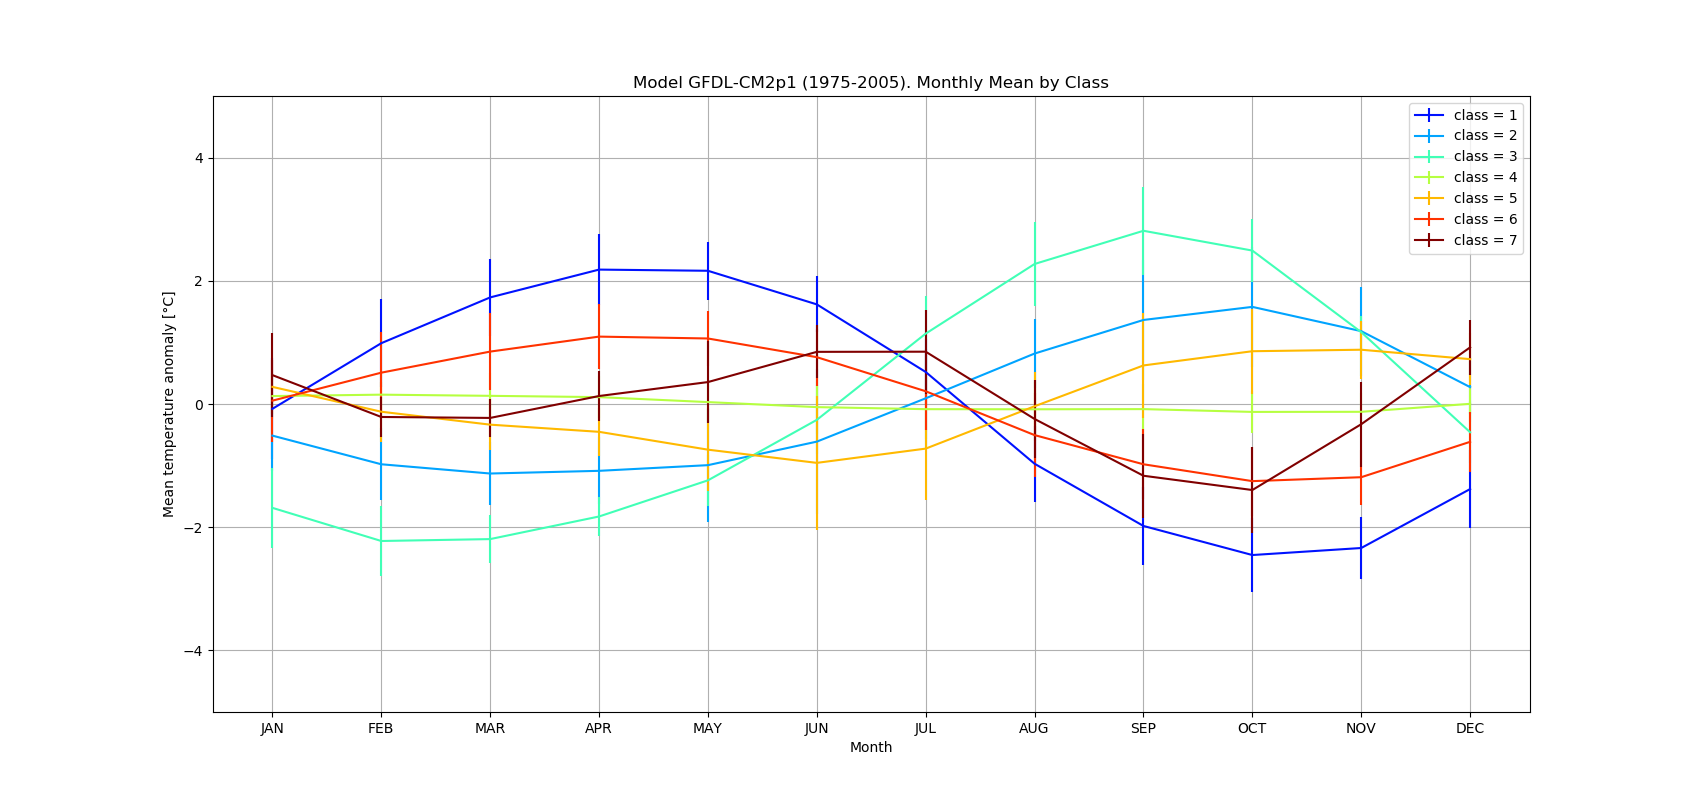 Model GFDL-CM2p1 (1975-2005). Monthly Mean by Class
class = 1
class = 2
class = 3
class = 4
class = 5
class = 6
class = 7
Mean temperature anomaly [°C]
4
2
0
−2
−4
JAN FEB MAR APR MAY JUN JUL AUG SEP OCT NOV DEC
Month